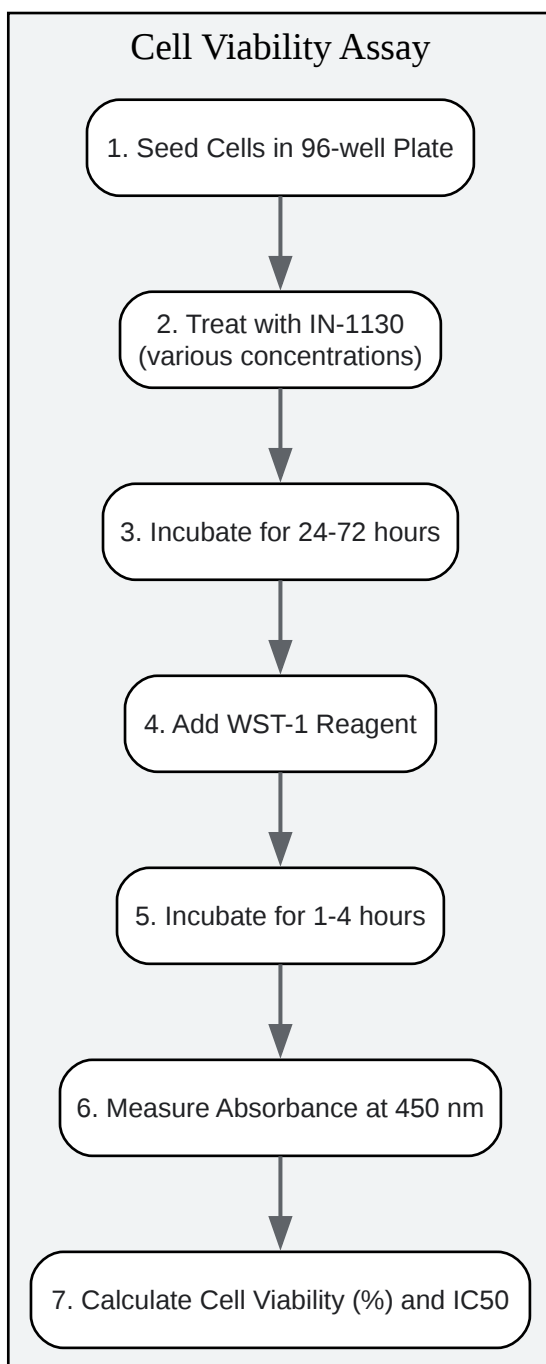 Cell Viability Assay
1. Seed Cells in 96-well Plate
2. Treat with IN-1130
(various concentrations)
3. Incubate for 24-72 hours
4. Add WST-1 Reagent
5. Incubate for 1-4 hours
6. Measure Absorbance at 450 nm
7. Calculate Cell Viability (%) and IC50